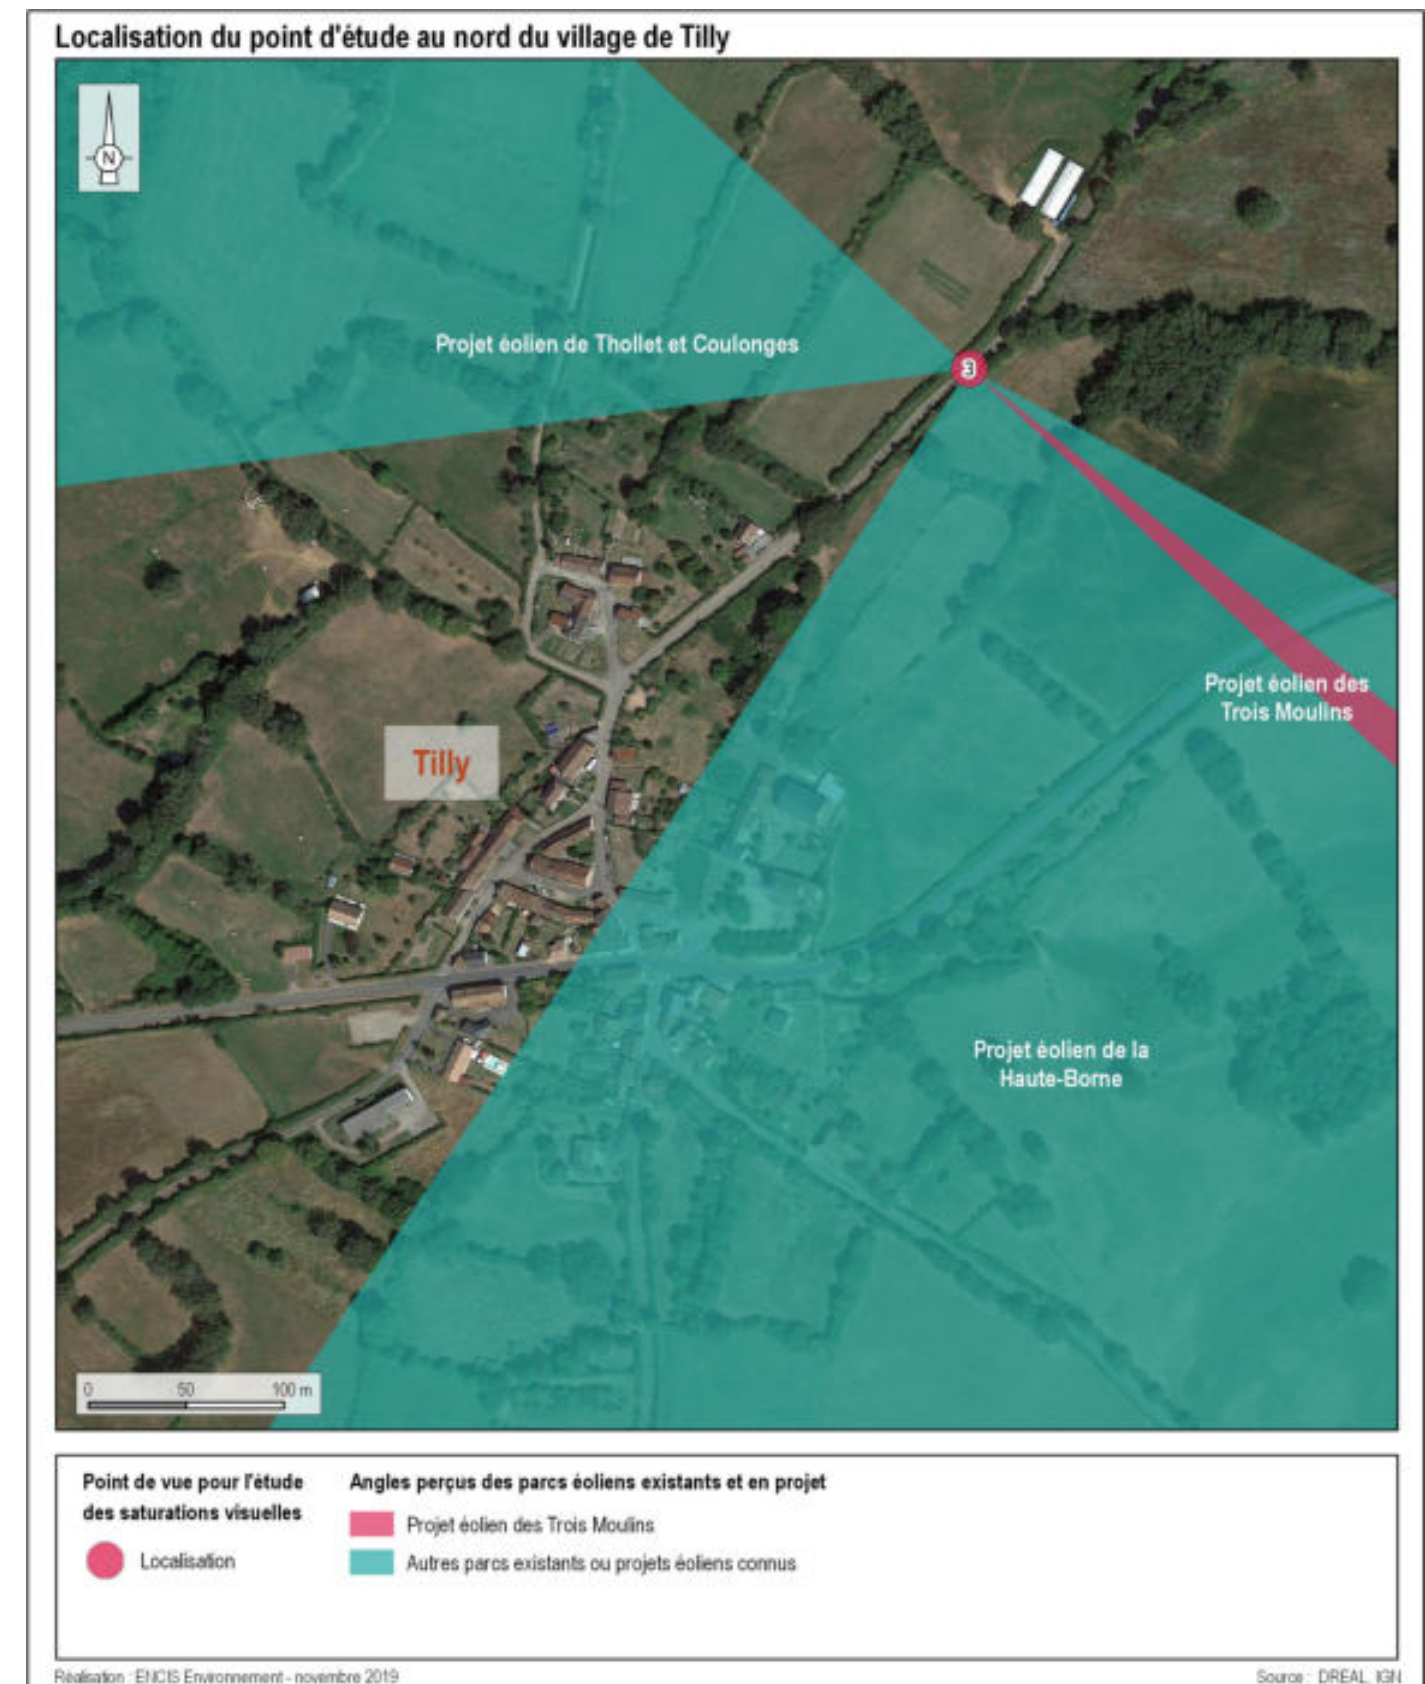 Localisation du point d'étude au nord du village de Tilly
N
Projet éolien de Thollet et Coulonges
3
Projet éolien des
Trois Moulins
Tilly
Projet éolien de la
Haute-Borne
0 50 100 m
Point de vue pour l'étude
des saturations visuelles
Localisation
Angles perçus des parcs éoliens existants et en projet
Projet éolien des Trois Moulins
Autres parcs existants ou projets éoliens connus
Réalisation : ENCIS Environnement - novembre 2019
Source : DREAL, IGN